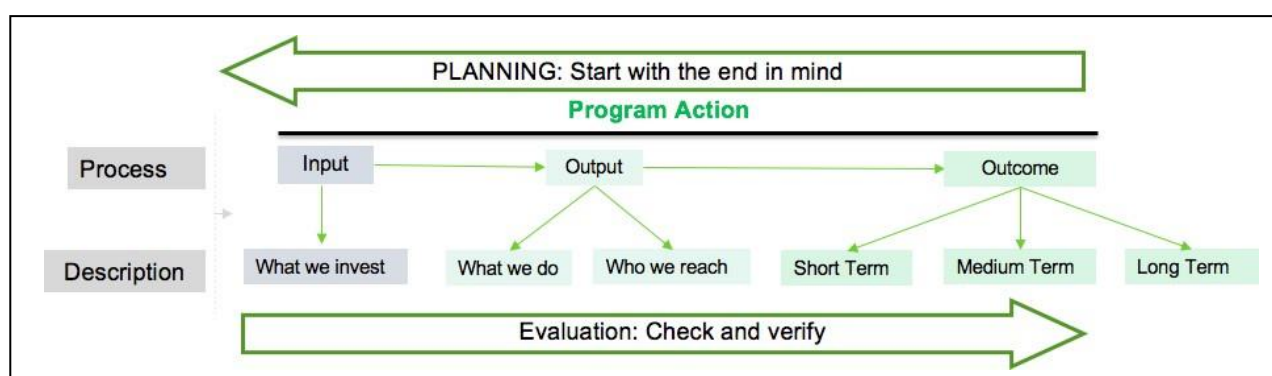 PLANNING: Start with the end in mind
Program Action
Process
Input
Output
Outcome
Description
What we invest
What we do
Who we reach
Short Term
Medium Term
Long Term
Evaluation: Check and verify